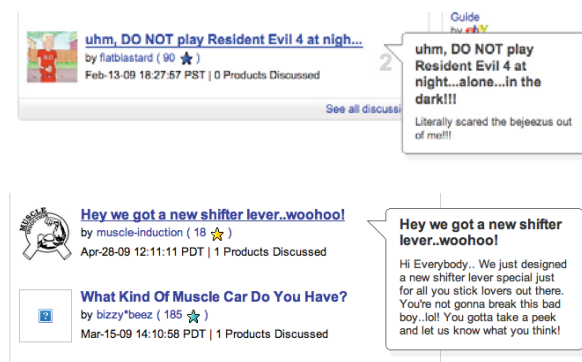 Guide
by ebY
uhm, DO NOT play Resident Evil 4 at nigh...
by flatblastard ( 90 )
Feb-13-09 18:27:57 PST | 0 Products Discussed
2
See all discussi
uhm, DO NOT play
Resident Evil 4 at
night...alone...in the
dark!!!
Literally scared the bejeezus out
of me!!!
MUSCLE
INDUCTION
Hey we got a new shifter lever..woohoo!
by muscle-induction ( 18 )
Apr-28-09 12:11:11 PDT | 1 Products Discussed
What Kind Of Muscle Car Do You Have?
by bizzy*beez ( 185 )
Mar-15-09 14:10:58 PDT | 1 Products Discussed
Hey we got a new shifter
lever..woohoo!
Hi Everybody.. We just designed
a new shifter lever special just
for all you stick lovers out there.
You're not gonna break this bad
boy..lol! You gotta take a peek
and let us know what you think!